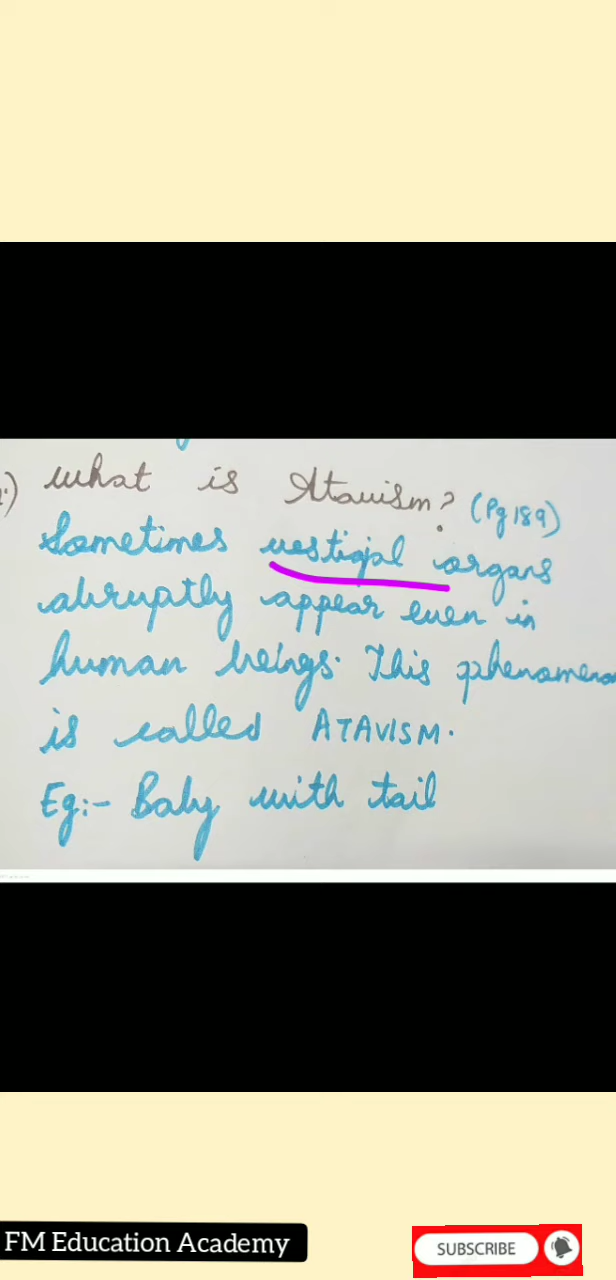 what is Atavism? (Pg 189)
Sometimes vestigial organs
abruptly appear even in
human beings. This phenomenon
is called ATAVISM.
Eg:- Baby with tail
FM Education Academy
SUBSCRIBE